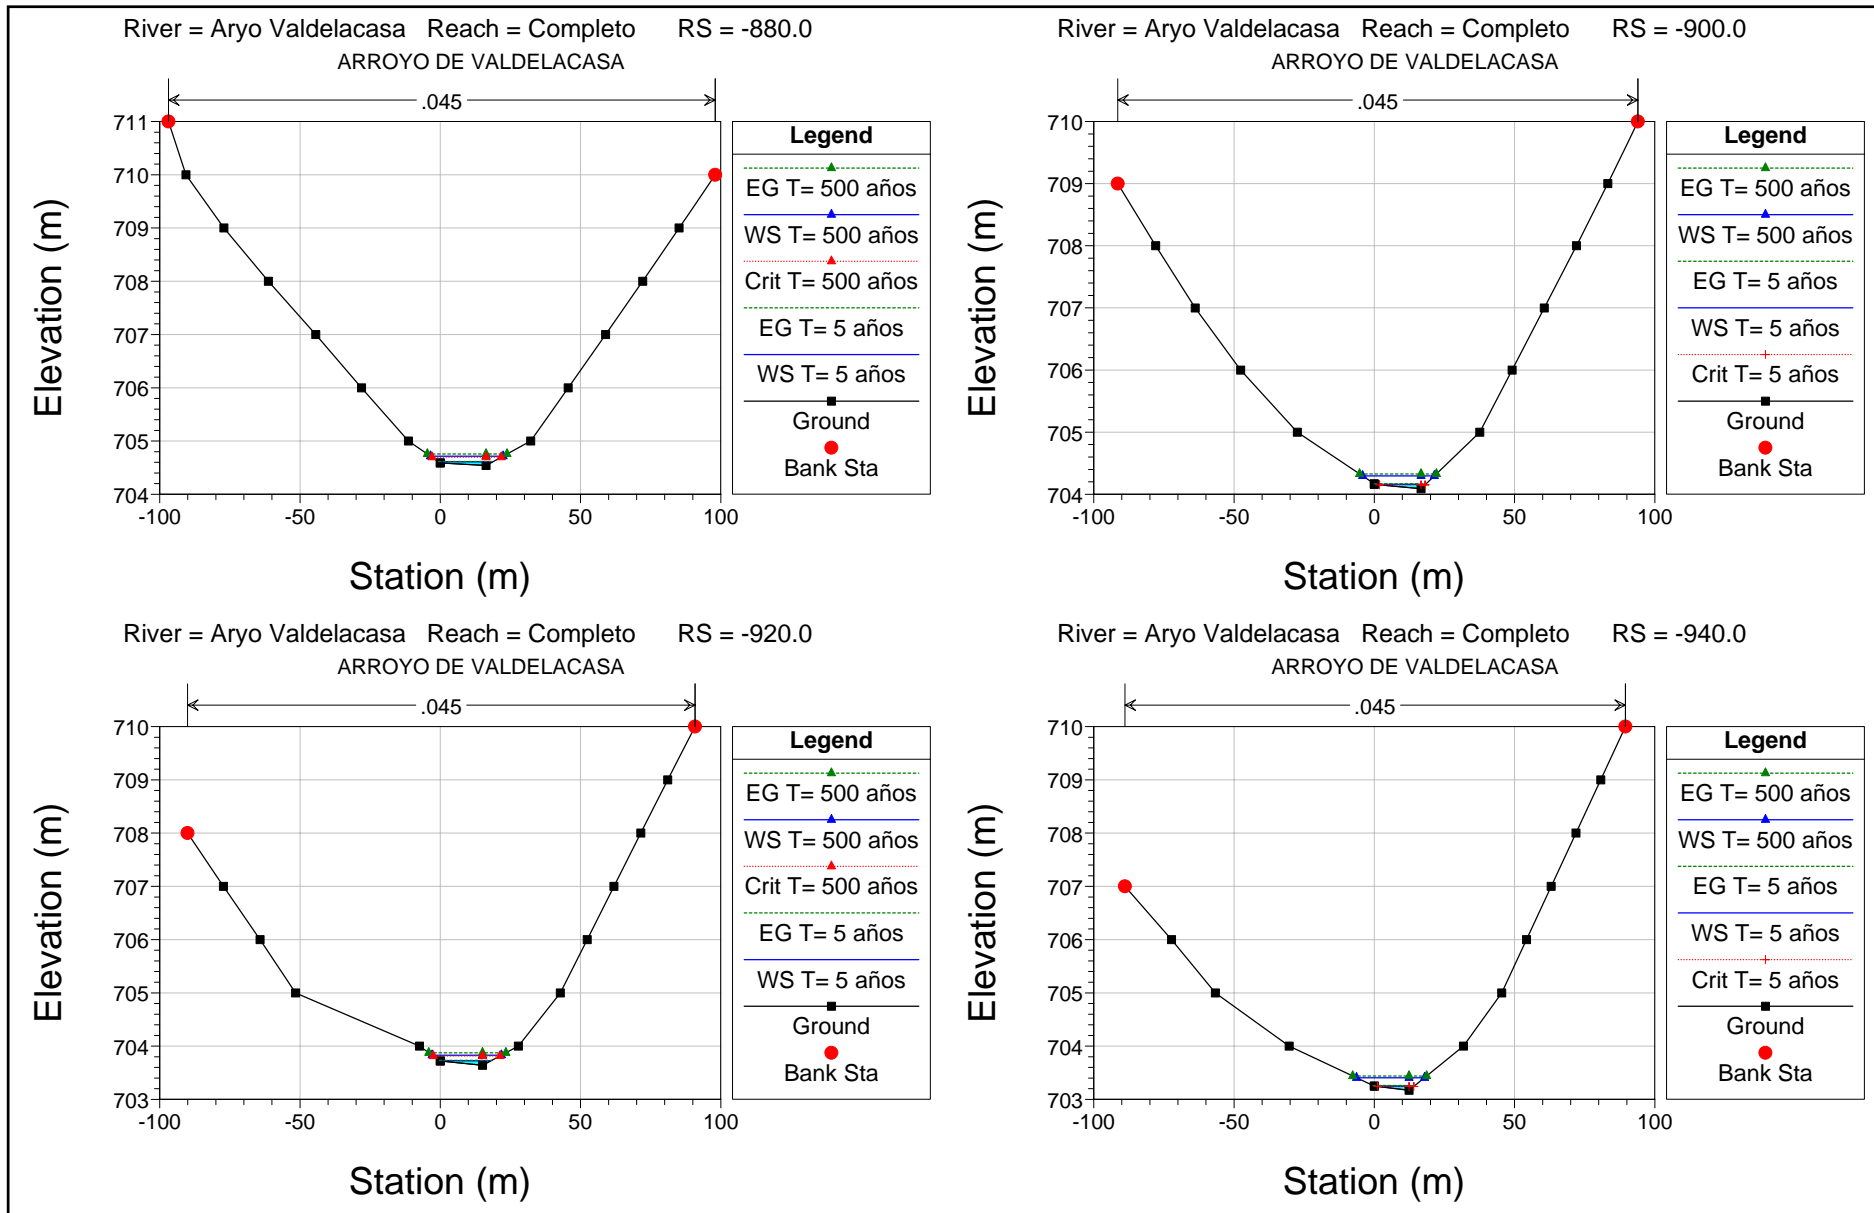 River = Aryo Valdelacasa   Reach = Completo   RS = -880.0
ARROYO DE VALDELACASA
.045
711
710
709
708
707
706
705
704
-100
-50
0
50
100
Elevation (m)
Station (m)
Legend
EG T= 500 años
WS T= 500 años
Crit T= 500 años
EG T= 5 años
WS T= 5 años
Ground
Bank Sta
River = Aryo Valdelacasa   Reach = Completo   RS = -900.0
ARROYO DE VALDELACASA
.045
710
709
708
707
706
705
704
-100
-50
0
50
100
Elevation (m)
Station (m)
Legend
EG T= 500 años
WS T= 500 años
EG T= 5 años
WS T= 5 años
Crit T= 5 años
Ground
Bank Sta
River = Aryo Valdelacasa   Reach = Completo   RS = -920.0
ARROYO DE VALDELACASA
.045
710
709
708
707
706
705
704
703
-100
-50
0
50
100
Elevation (m)
Station (m)
Legend
EG T= 500 años
WS T= 500 años
Crit T= 500 años
EG T= 5 años
WS T= 5 años
Ground
Bank Sta
River = Aryo Valdelacasa   Reach = Completo   RS = -940.0
ARROYO DE VALDELACASA
.045
710
709
708
707
706
705
704
703
-100
-50
0
50
100
Elevation (m)
Station (m)
Legend
EG T= 500 años
WS T= 500 años
EG T= 5 años
WS T= 5 años
Crit T= 5 años
Ground
Bank Sta